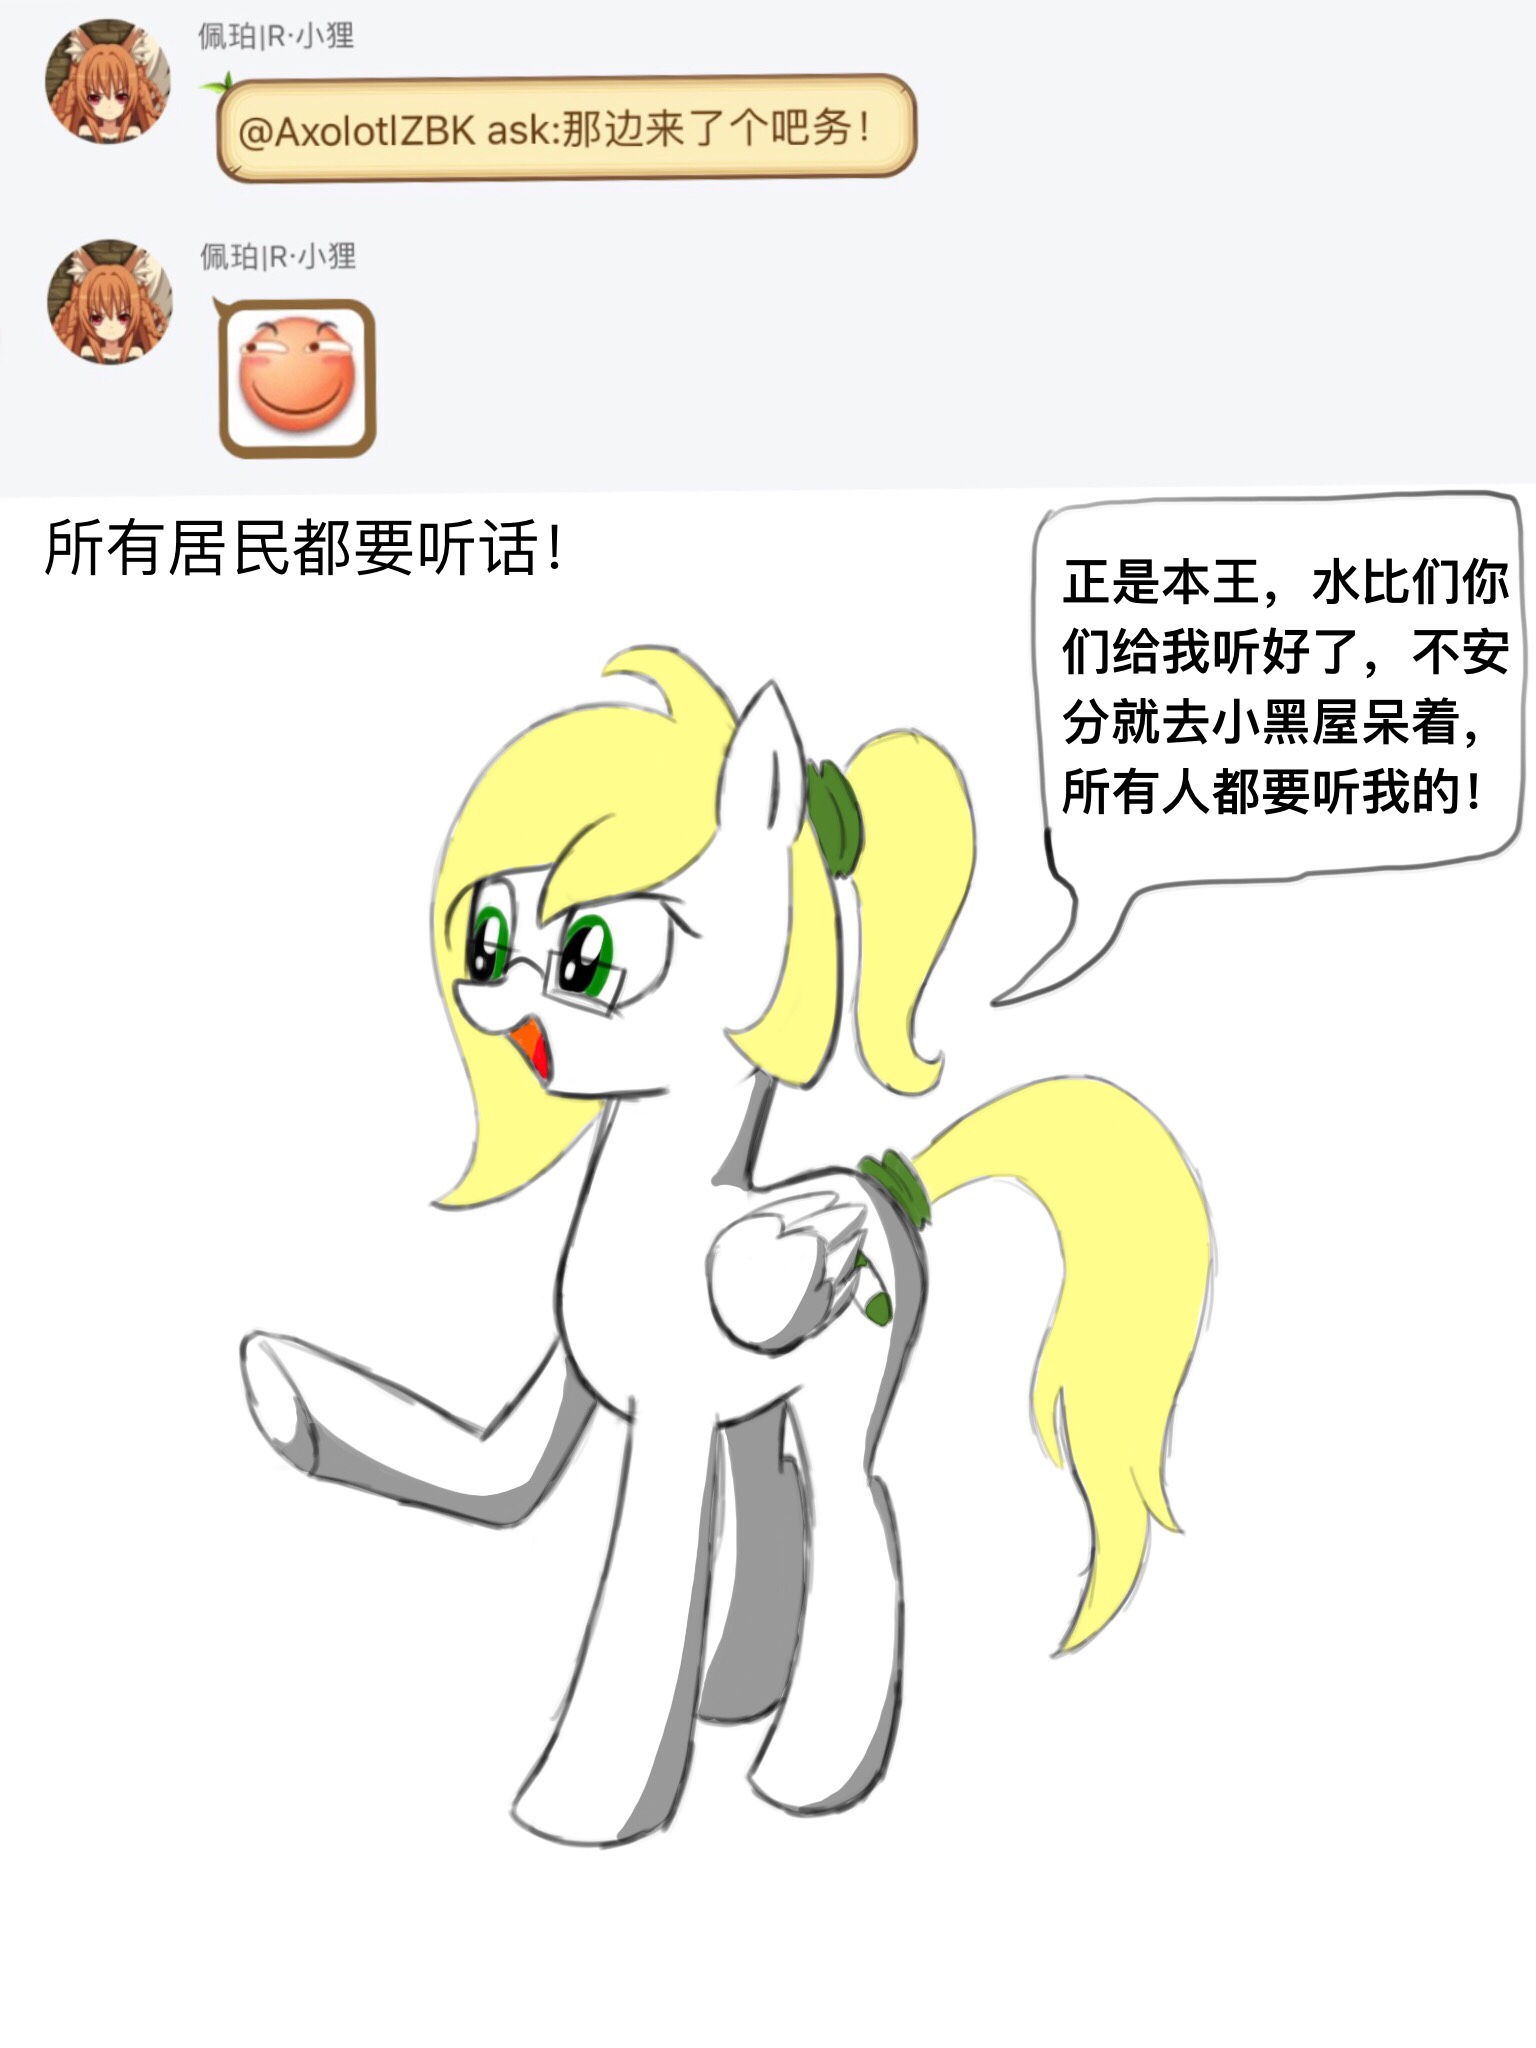 佩珀|R·小狸
@AxolotlZBK ask:那边来了个吧务！
佩珀|R·小狸
所有居民都要听话！
正是本王，水比们你
们给我听好了，不安
分就去小黑屋呆着，
所有人都要听我的！